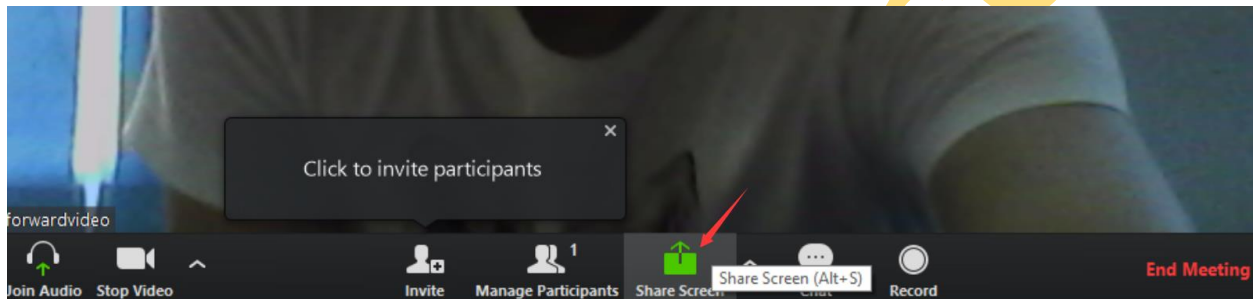 Click to invite participants
forwardvideo
1
Share Screen (Alt+S)
Join Audio Stop Video Invite Manage Participants Share Screen Chat Record End Meeting